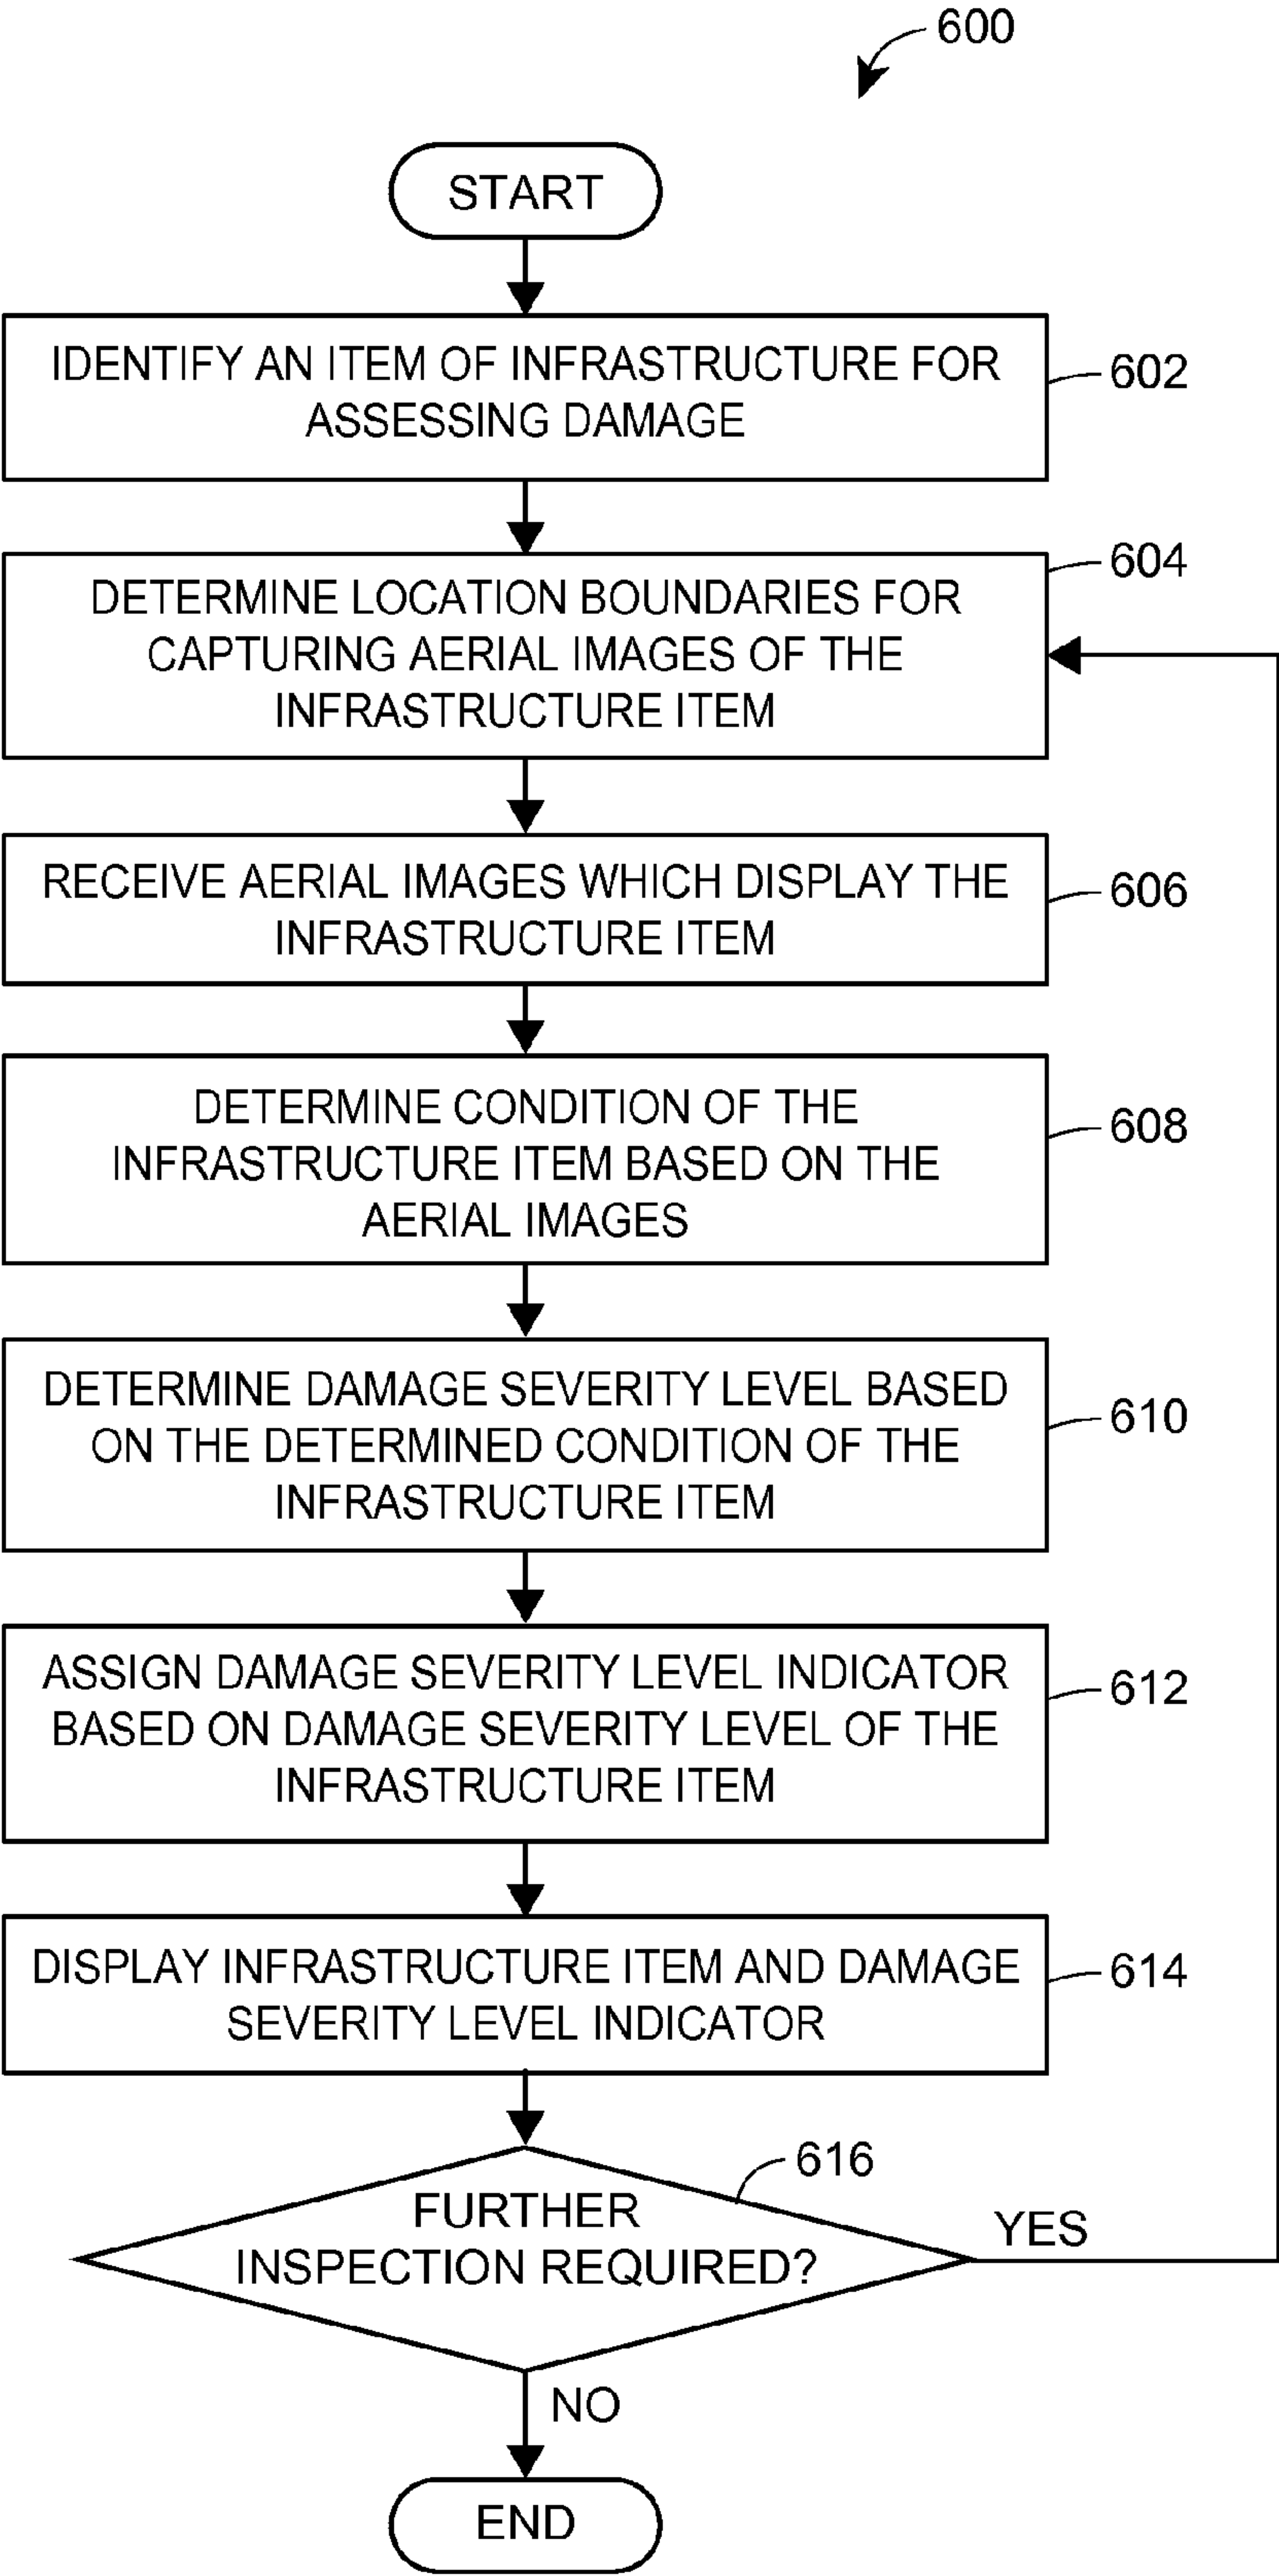 600
START
IDENTIFY AN ITEM OF INFRASTRUCTURE FOR
ASSESSING DAMAGE
602
DETERMINE LOCATION BOUNDARIES FOR
CAPTURING AERIAL IMAGES OF THE
INFRASTRUCTURE ITEM
604
RECEIVE AERIAL IMAGES WHICH DISPLAY THE
INFRASTRUCTURE ITEM
606
DETERMINE CONDITION OF THE
INFRASTRUCTURE ITEM BASED ON THE
AERIAL IMAGES
608
DETERMINE DAMAGE SEVERITY LEVEL BASED
ON THE DETERMINED CONDITION OF THE
INFRASTRUCTURE ITEM
610
ASSIGN DAMAGE SEVERITY LEVEL INDICATOR
BASED ON DAMAGE SEVERITY LEVEL OF THE
INFRASTRUCTURE ITEM
612
DISPLAY INFRASTRUCTURE ITEM AND DAMAGE
SEVERITY LEVEL INDICATOR
614
616
FURTHER
INSPECTION REQUIRED?
YES
NO
END